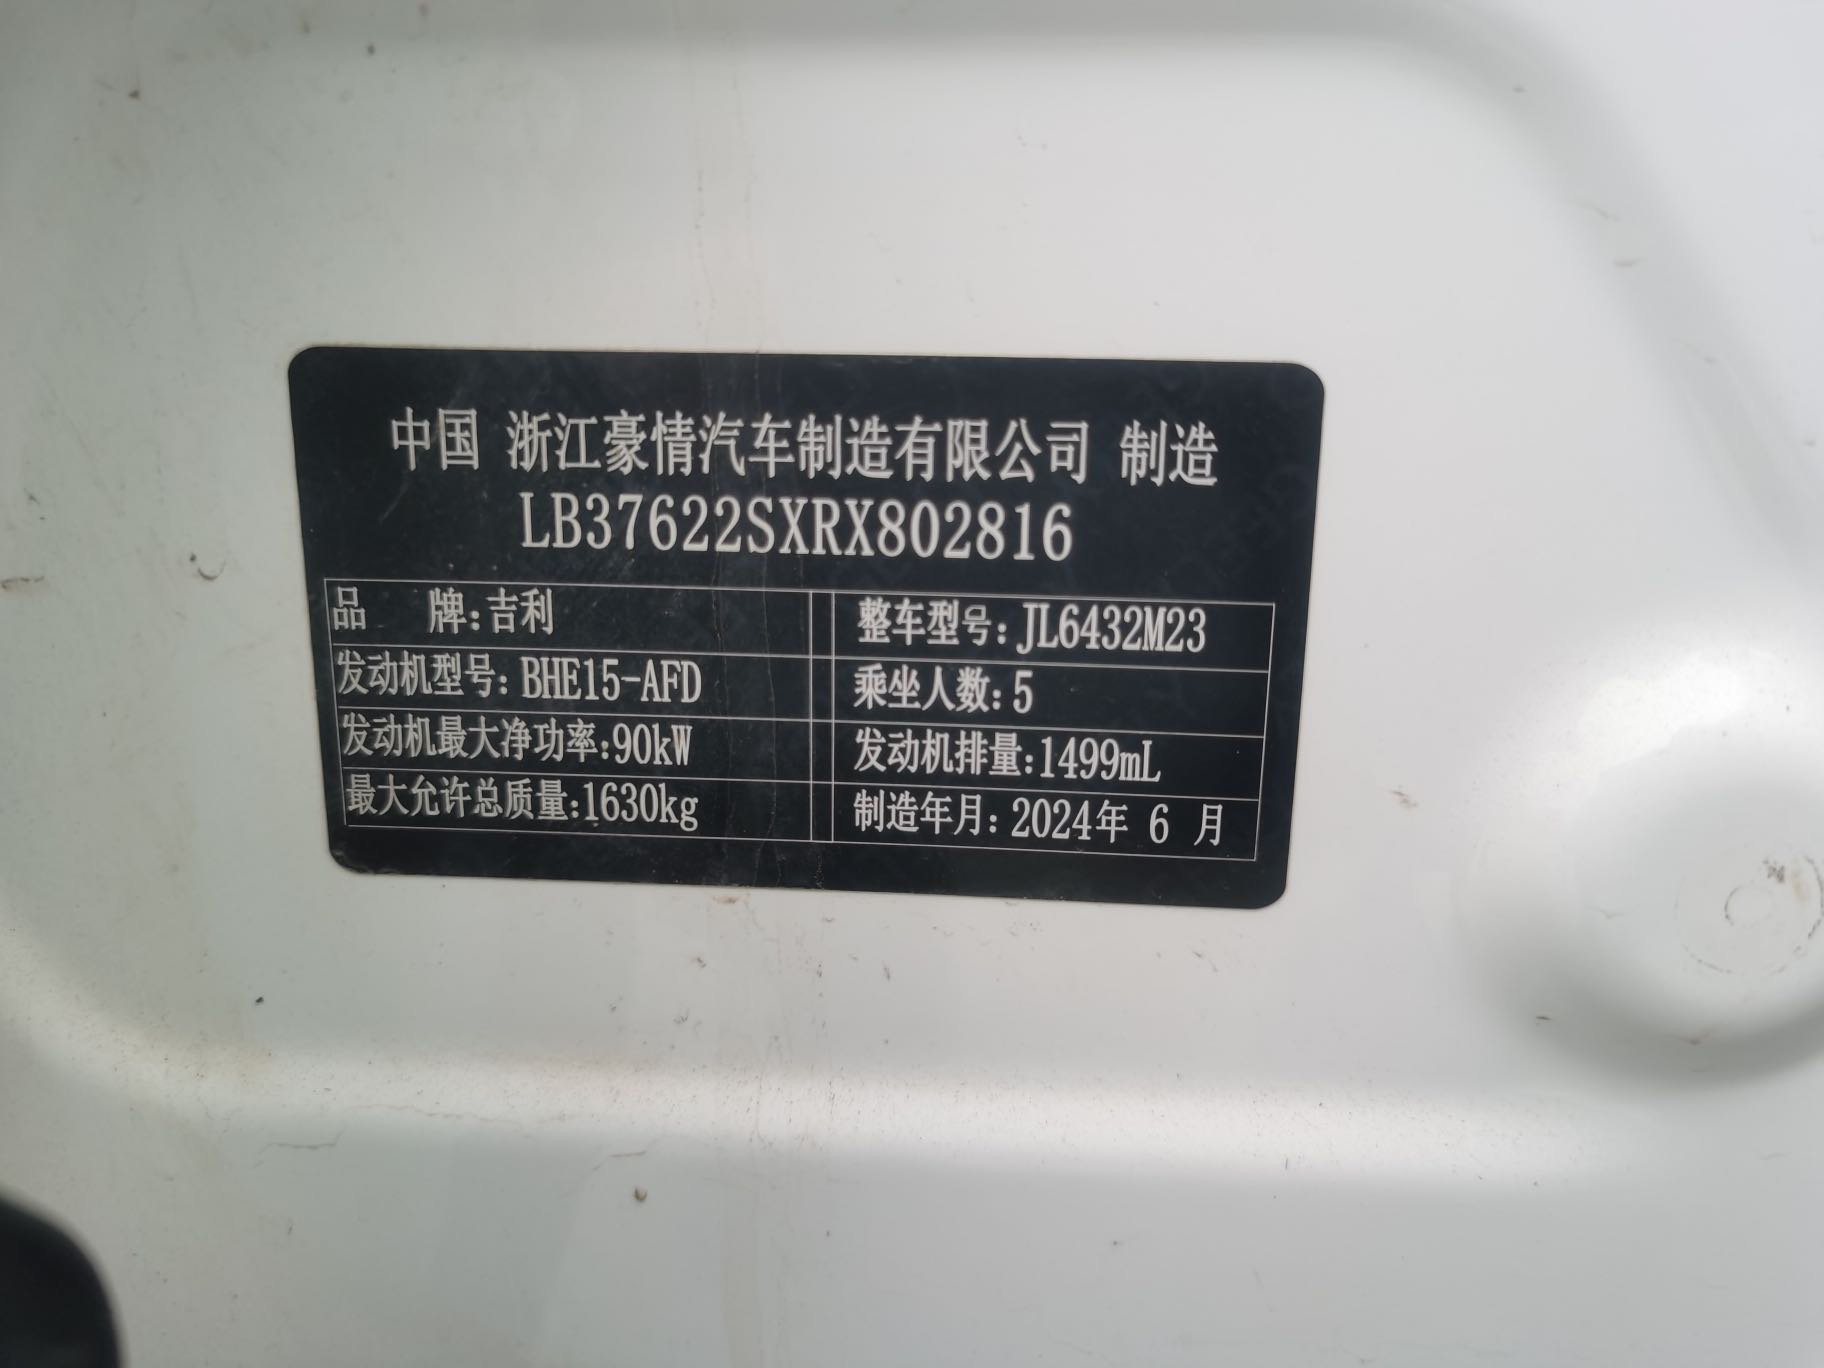 中国 浙江豪情汽车制造有限公司 制造
LB37622SXRX802816
品 牌:吉利 整车型号:JL6432M23
发动机型号:BHE15-AFD 乘坐人数:5
发动机最大净功率:90kW 发动机排量:1499mL
最大允许总质量:1630kg 制造年月:2024年 6 月